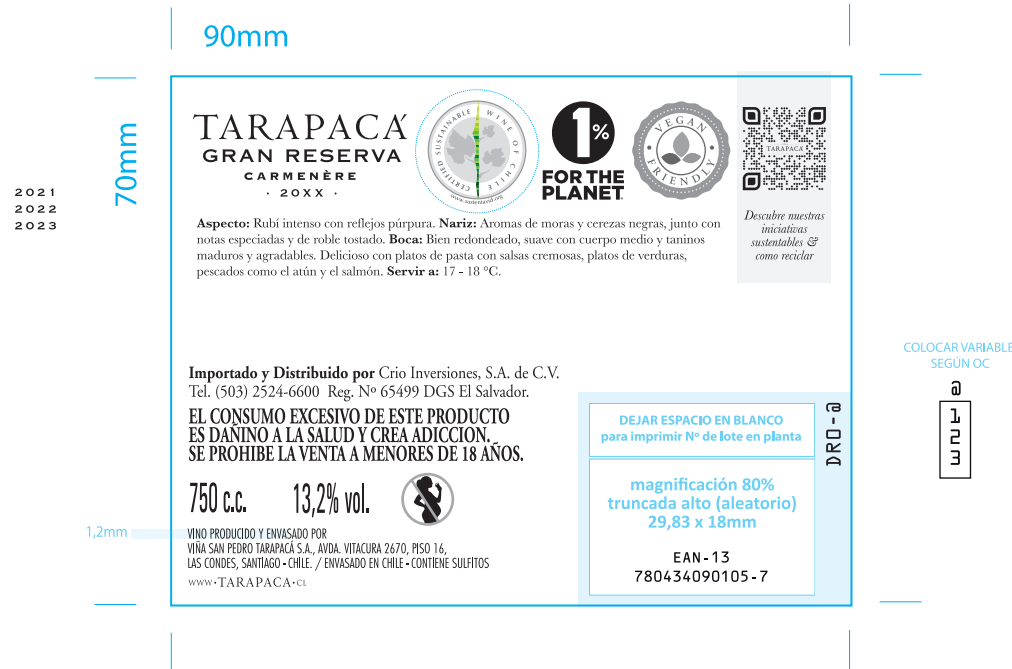 90mm
70mm
2021
2022
2023
TARAPACÁ
GRAN RESERVA
CARMENÈRE
· 20XX ·
CERTIFIED SUSTAINABLE WINE OF CHILE
www.sustentavid.org
1%
FOR THE
PLANET
VEGAN
FRIENDLY
TARAPACÁ
Descubre nuestras
iniciativas
sustentables &
como reciclar
Aspecto: Rubí intenso con reflejos púrpura. Nariz: Aromas de moras y cerezas negras, junto con
notas especiadas y de roble tostado. Boca: Bien redondeado, suave con cuerpo medio y taninos
maduros y agradables. Delicioso con platos de pasta con salsas cremosas, platos de verduras,
pescados como el atún y el salmón. Servir a: 17 - 18 °C.
Importado y Distribuido por Crio Inversiones, S.A. de C.V.
Tel. (503) 2524-6600 Reg. Nº 65499 DGS El Salvador.
EL CONSUMO EXCESIVO DE ESTE PRODUCTO
ES DAÑINO A LA SALUD Y CREA ADICCION.
SE PROHIBE LA VENTA A MENORES DE 18 AÑOS.
750 c.c. 13,2% vol.
1,2mm
VINO PRODUCIDO Y ENVASADO POR
VIÑA SAN PEDRO TARAPACÁ S.A., AVDA. VITACURA 2670, PISO 16,
LAS CONDES, SANTIAGO - CHILE. / ENVASADO EN CHILE - CONTIENE SULFITOS
WWW·TARAPACA·CL
DEJAR ESPACIO EN BLANCO
para imprimir Nº de lote en planta
DRO-a
magnificación 80%
truncada alto (aleatorio)
29,83 x 18mm
EAN-13
780434090105-7
COLOCAR VARIABLE
SEGÚN OC
a 123